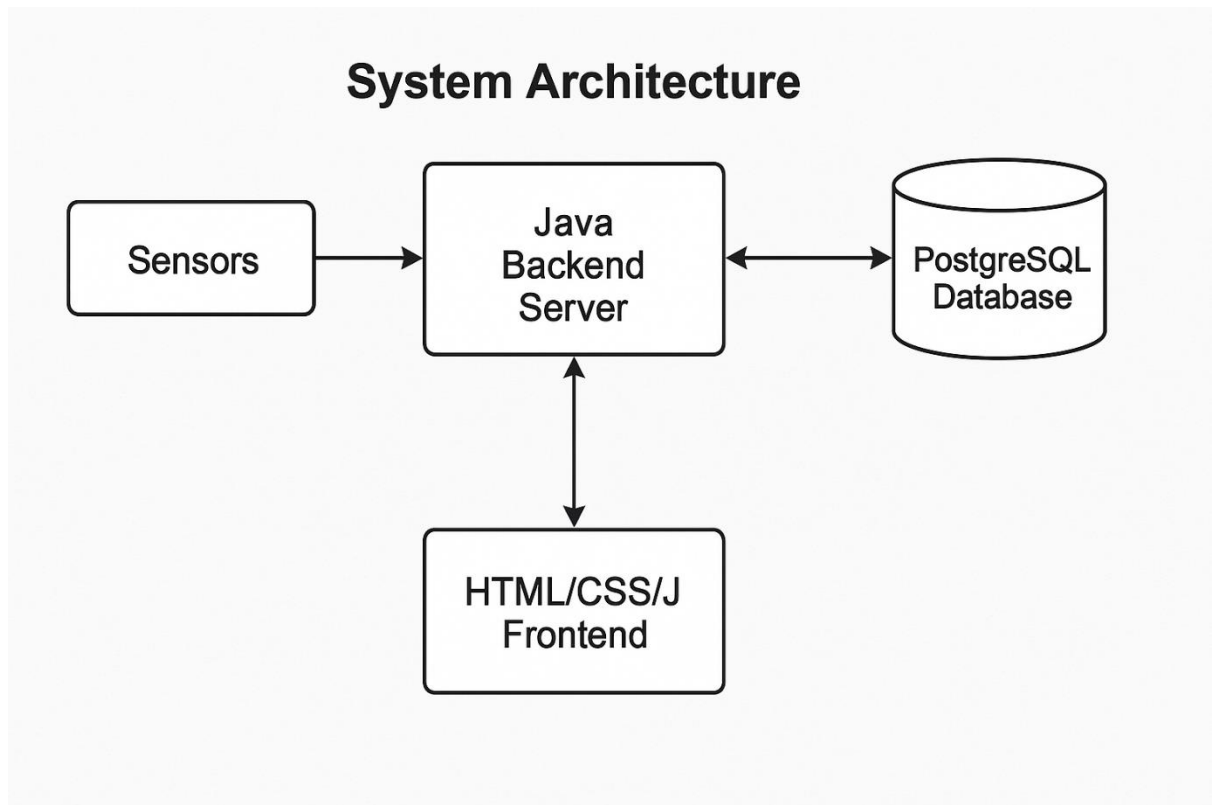 System Architecture
Sensors
Java
Backend
Server
PostgreSQL
Database
HTML/CSS/J
Frontend